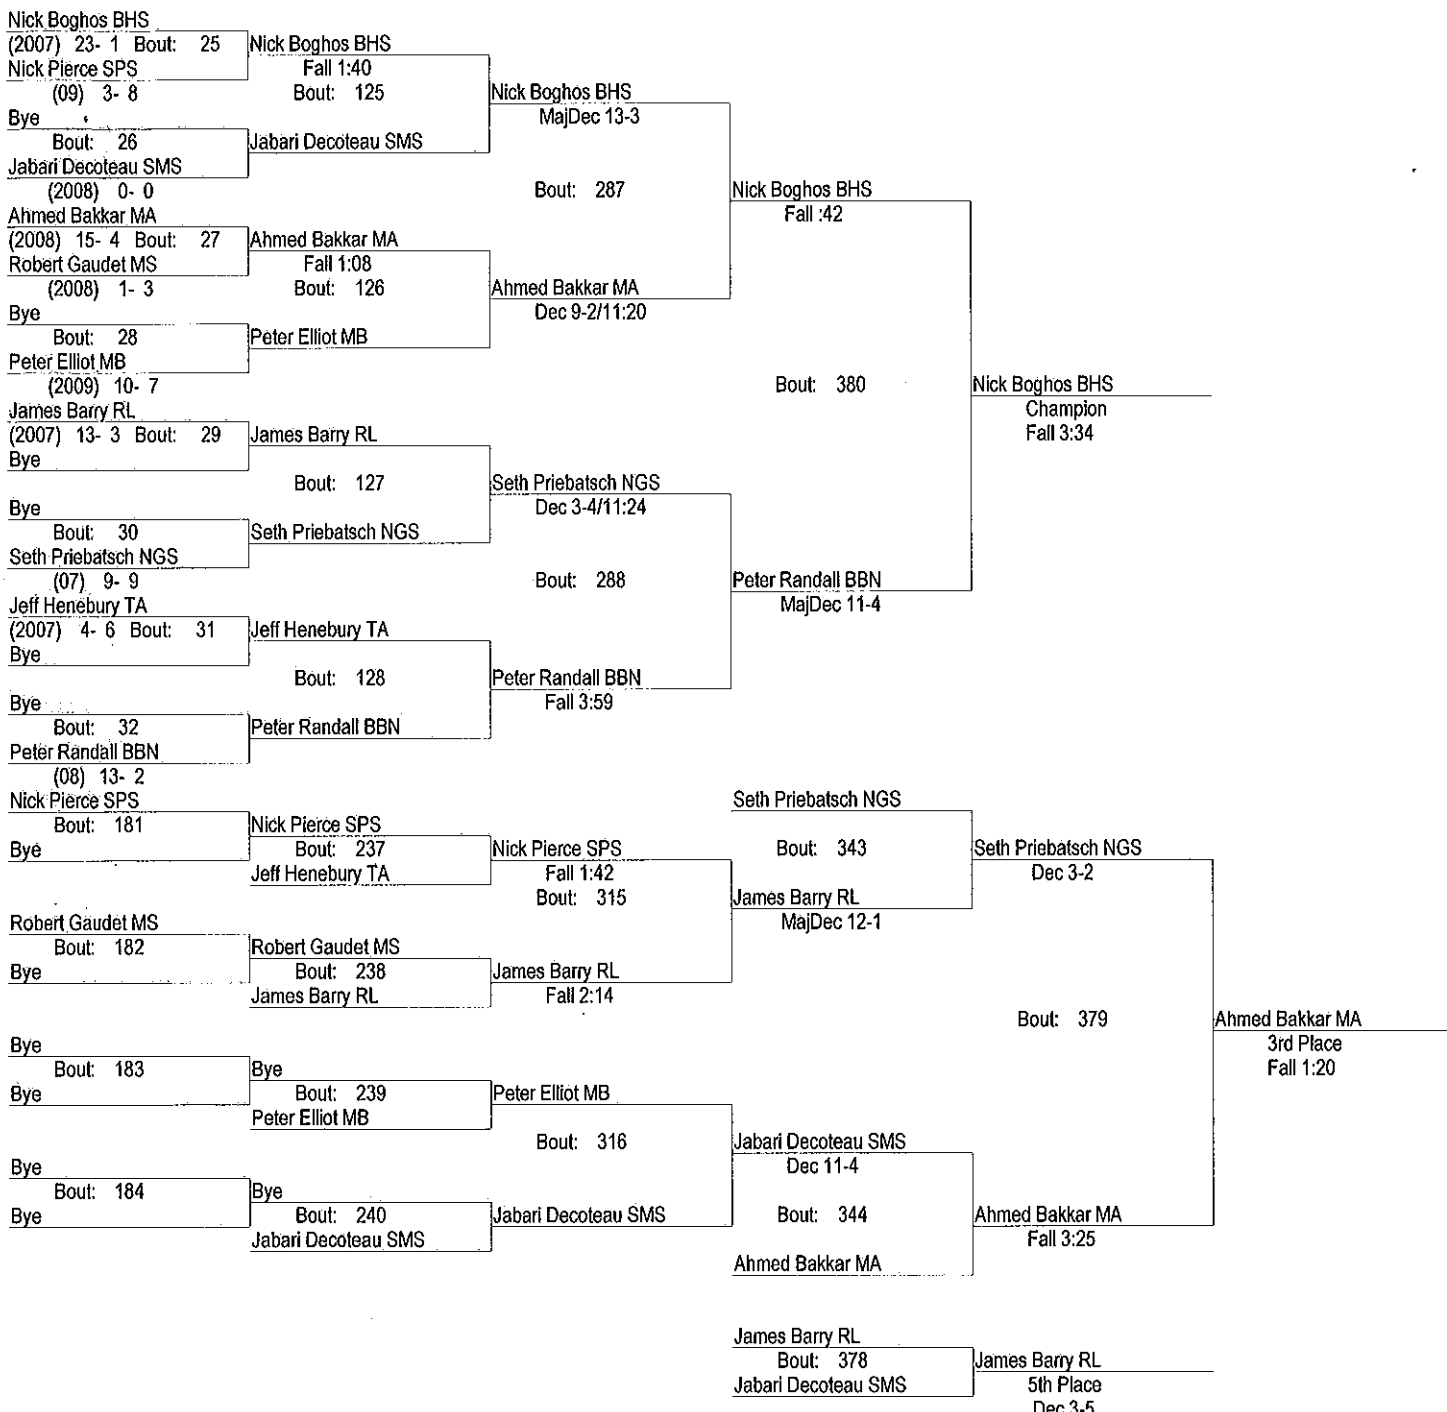 Nick Boghos BHS
(2007) 23- 1 Bout: 25
Nick Pierce SPS
(09) 3- 8
Bye
Bout: 26
Jabari Decoteau SMS
(2008) 0- 0
Ahmed Bakkar MA
(2008) 15- 4 Bout: 27
Robert Gaudet MS
(2008) 1- 3
Bye
Bout: 28
Peter Elliot MB
(2009) 10- 7
James Barry RL
(2007) 13- 3 Bout: 29
Bye
Bye
Bout: 30
Seth Priebatsch NGS
(07) 9- 9
Jeff Henebury TA
(2007) 4- 6 Bout: 31
Bye
Bye
Bout: 32
Peter Randall BBN
(08) 13- 2
Nick Boghos BHS
Fall 1:40
Bout: 125
Jabari Decoteau SMS
Ahmed Bakkar MA
Fall 1:08
Bout: 126
Peter Elliot MB
James Barry RL
Bout: 127
Seth Priebatsch NGS
Jeff Henebury TA
Bout: 128
Peter Randall BBN
Nick Boghos BHS
MajDec 13-3
Bout: 287
Ahmed Bakkar MA
Dec 9-2/11:20
Seth Priebatsch NGS
Dec 3-4/11:24
Bout: 288
Peter Randall BBN
Fall 3:59
Nick Boghos BHS
Fall :42
Bout: 380
Peter Randall BBN
MajDec 11-4
Nick Boghos BHS
Champion
Fall 3:34
Nick Pierce SPS
Bout: 181
Bye
Robert Gaudet MS
Bout: 182
Bye
Bye
Bout: 183
Bye
Bye
Bout: 184
Bye
Nick Pierce SPS
Bout: 237
Jeff Henebury TA
Robert Gaudet MS
Bout: 238
James Barry RL
Bye
Bout: 239
Peter Elliot MB
Bye
Bout: 240
Jabari Decoteau SMS
Nick Pierce SPS
Fall 1:42
Bout: 315
James Barry RL
Fall 2:14
Peter Elliot MB
Bout: 316
Jabari Decoteau SMS
Seth Priebatsch NGS
Bout: 343
James Barry RL
MajDec 12-1
Jabari Decoteau SMS
Dec 11-4
Bout: 344
Ahmed Bakkar MA
Seth Priebatsch NGS
Dec 3-2
Bout: 379
Ahmed Bakkar MA
Fall 3:25
Ahmed Bakkar MA
3rd Place
Fall 1:20
James Barry RL
Bout: 378
Jabari Decoteau SMS
James Barry RL
5th Place
Dec 3-5